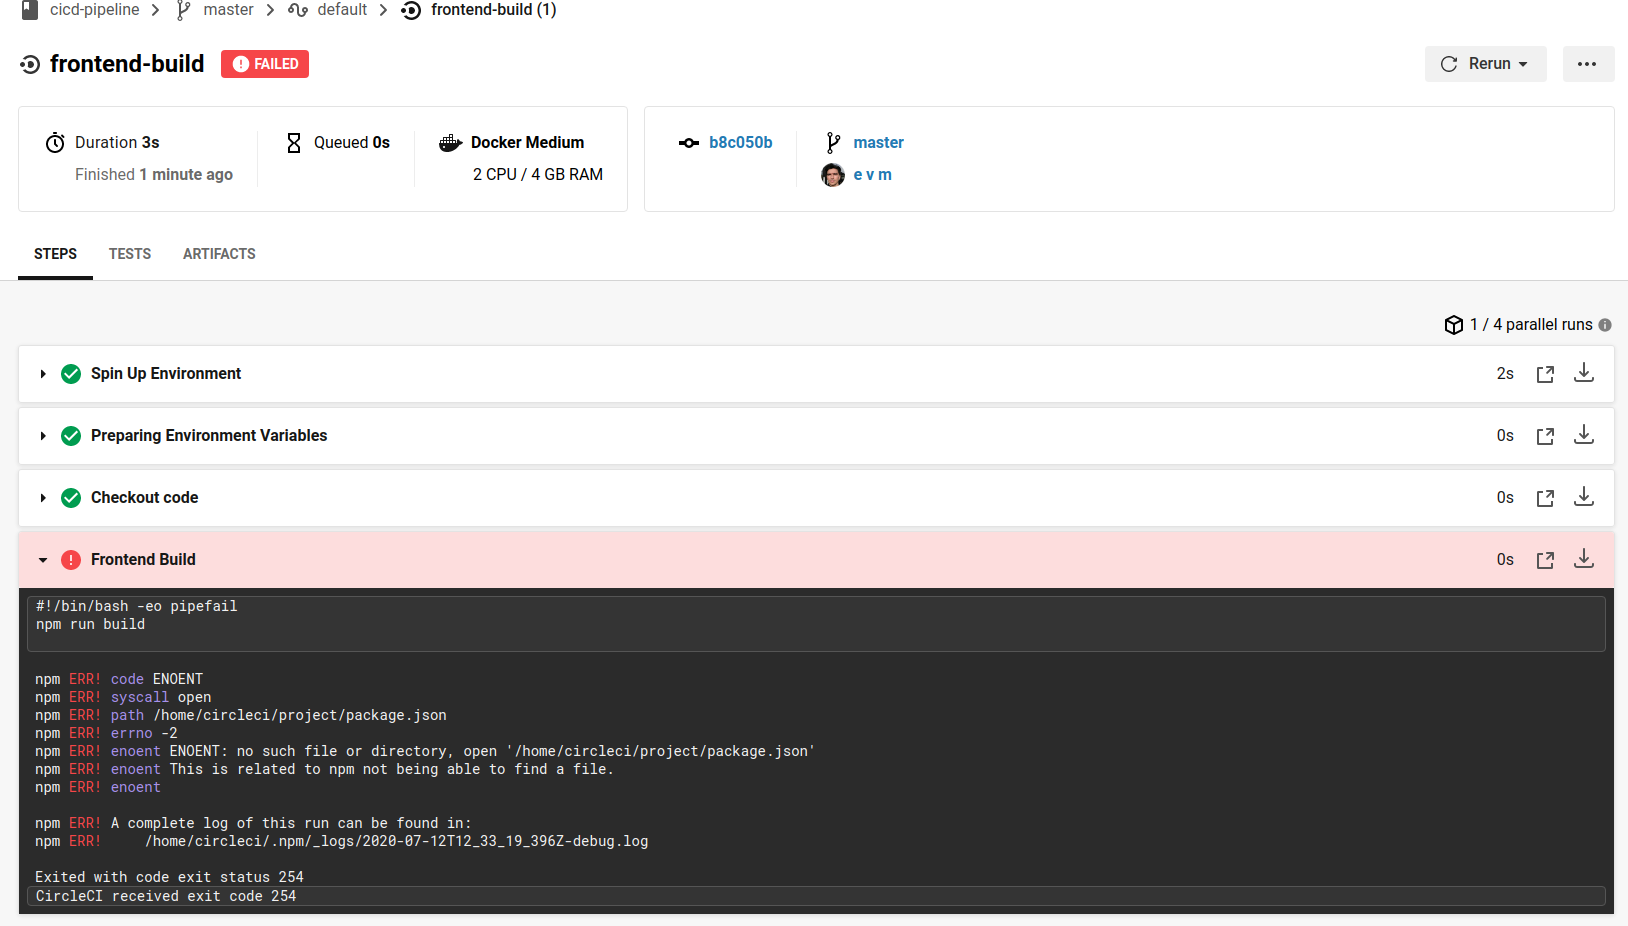 cicd-pipeline > master > default > frontend-build (1)
frontend-build FAILED Rerun
Duration 3s Queued 0s Docker Medium b8c050b master
Finished 1 minute ago 2 CPU / 4 GB RAM e v m
STEPS TESTS ARTIFACTS
1 / 4 parallel runs
Spin Up Environment 2s
Preparing Environment Variables 0s
Checkout code 0s
Frontend Build 0s
#!/bin/bash -eo pipefail
npm run build
npm ERR! code ENOENT
npm ERR! syscall open
npm ERR! path /home/circleci/project/package.json
npm ERR! errno -2
npm ERR! enoent ENOENT: no such file or directory, open '/home/circleci/project/package.json'
npm ERR! enoent This is related to npm not being able to find a file.
npm ERR! enoent
npm ERR! A complete log of this run can be found in:
npm ERR!     /home/circleci/.npm/_logs/2020-07-12T12_33_19_396Z-debug.log
Exited with code exit status 254
CircleCI received exit code 254